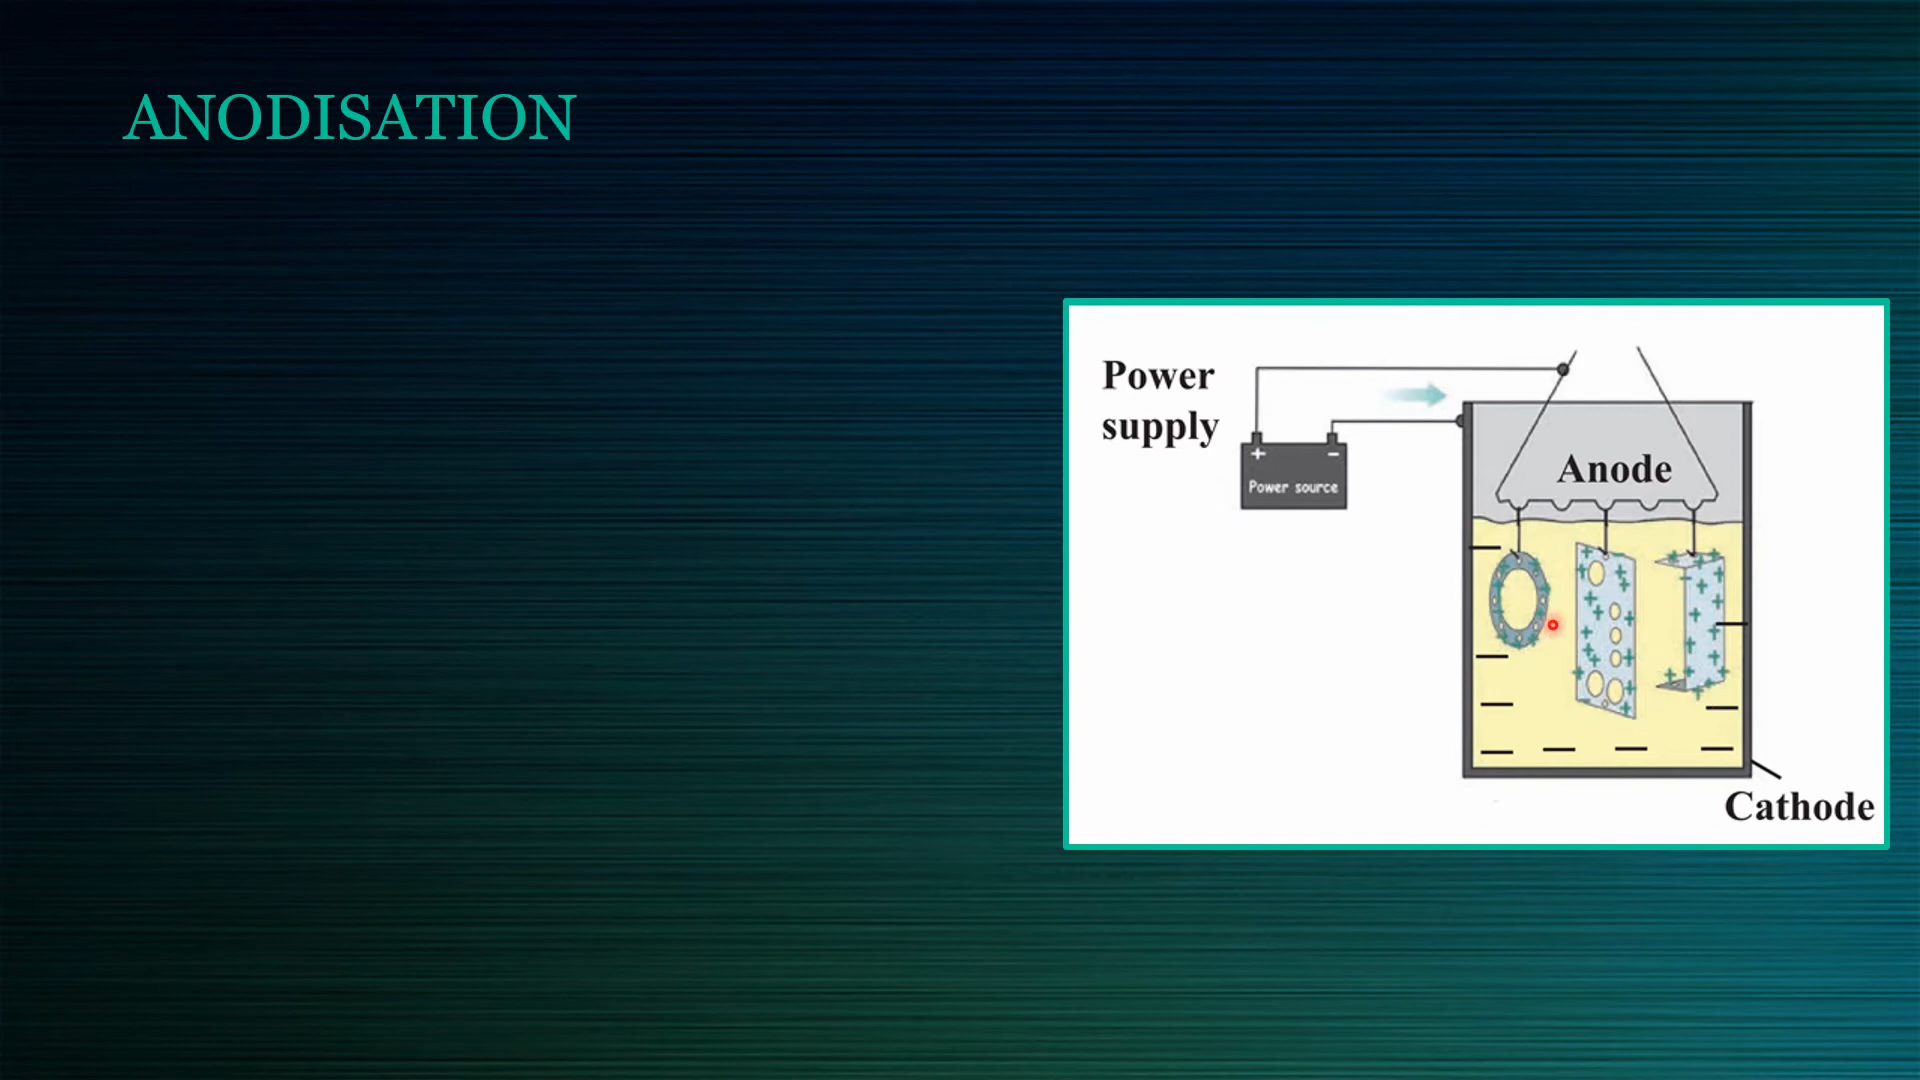 ANODISATION
Power
supply
+ −
Power source
Anode
Cathode